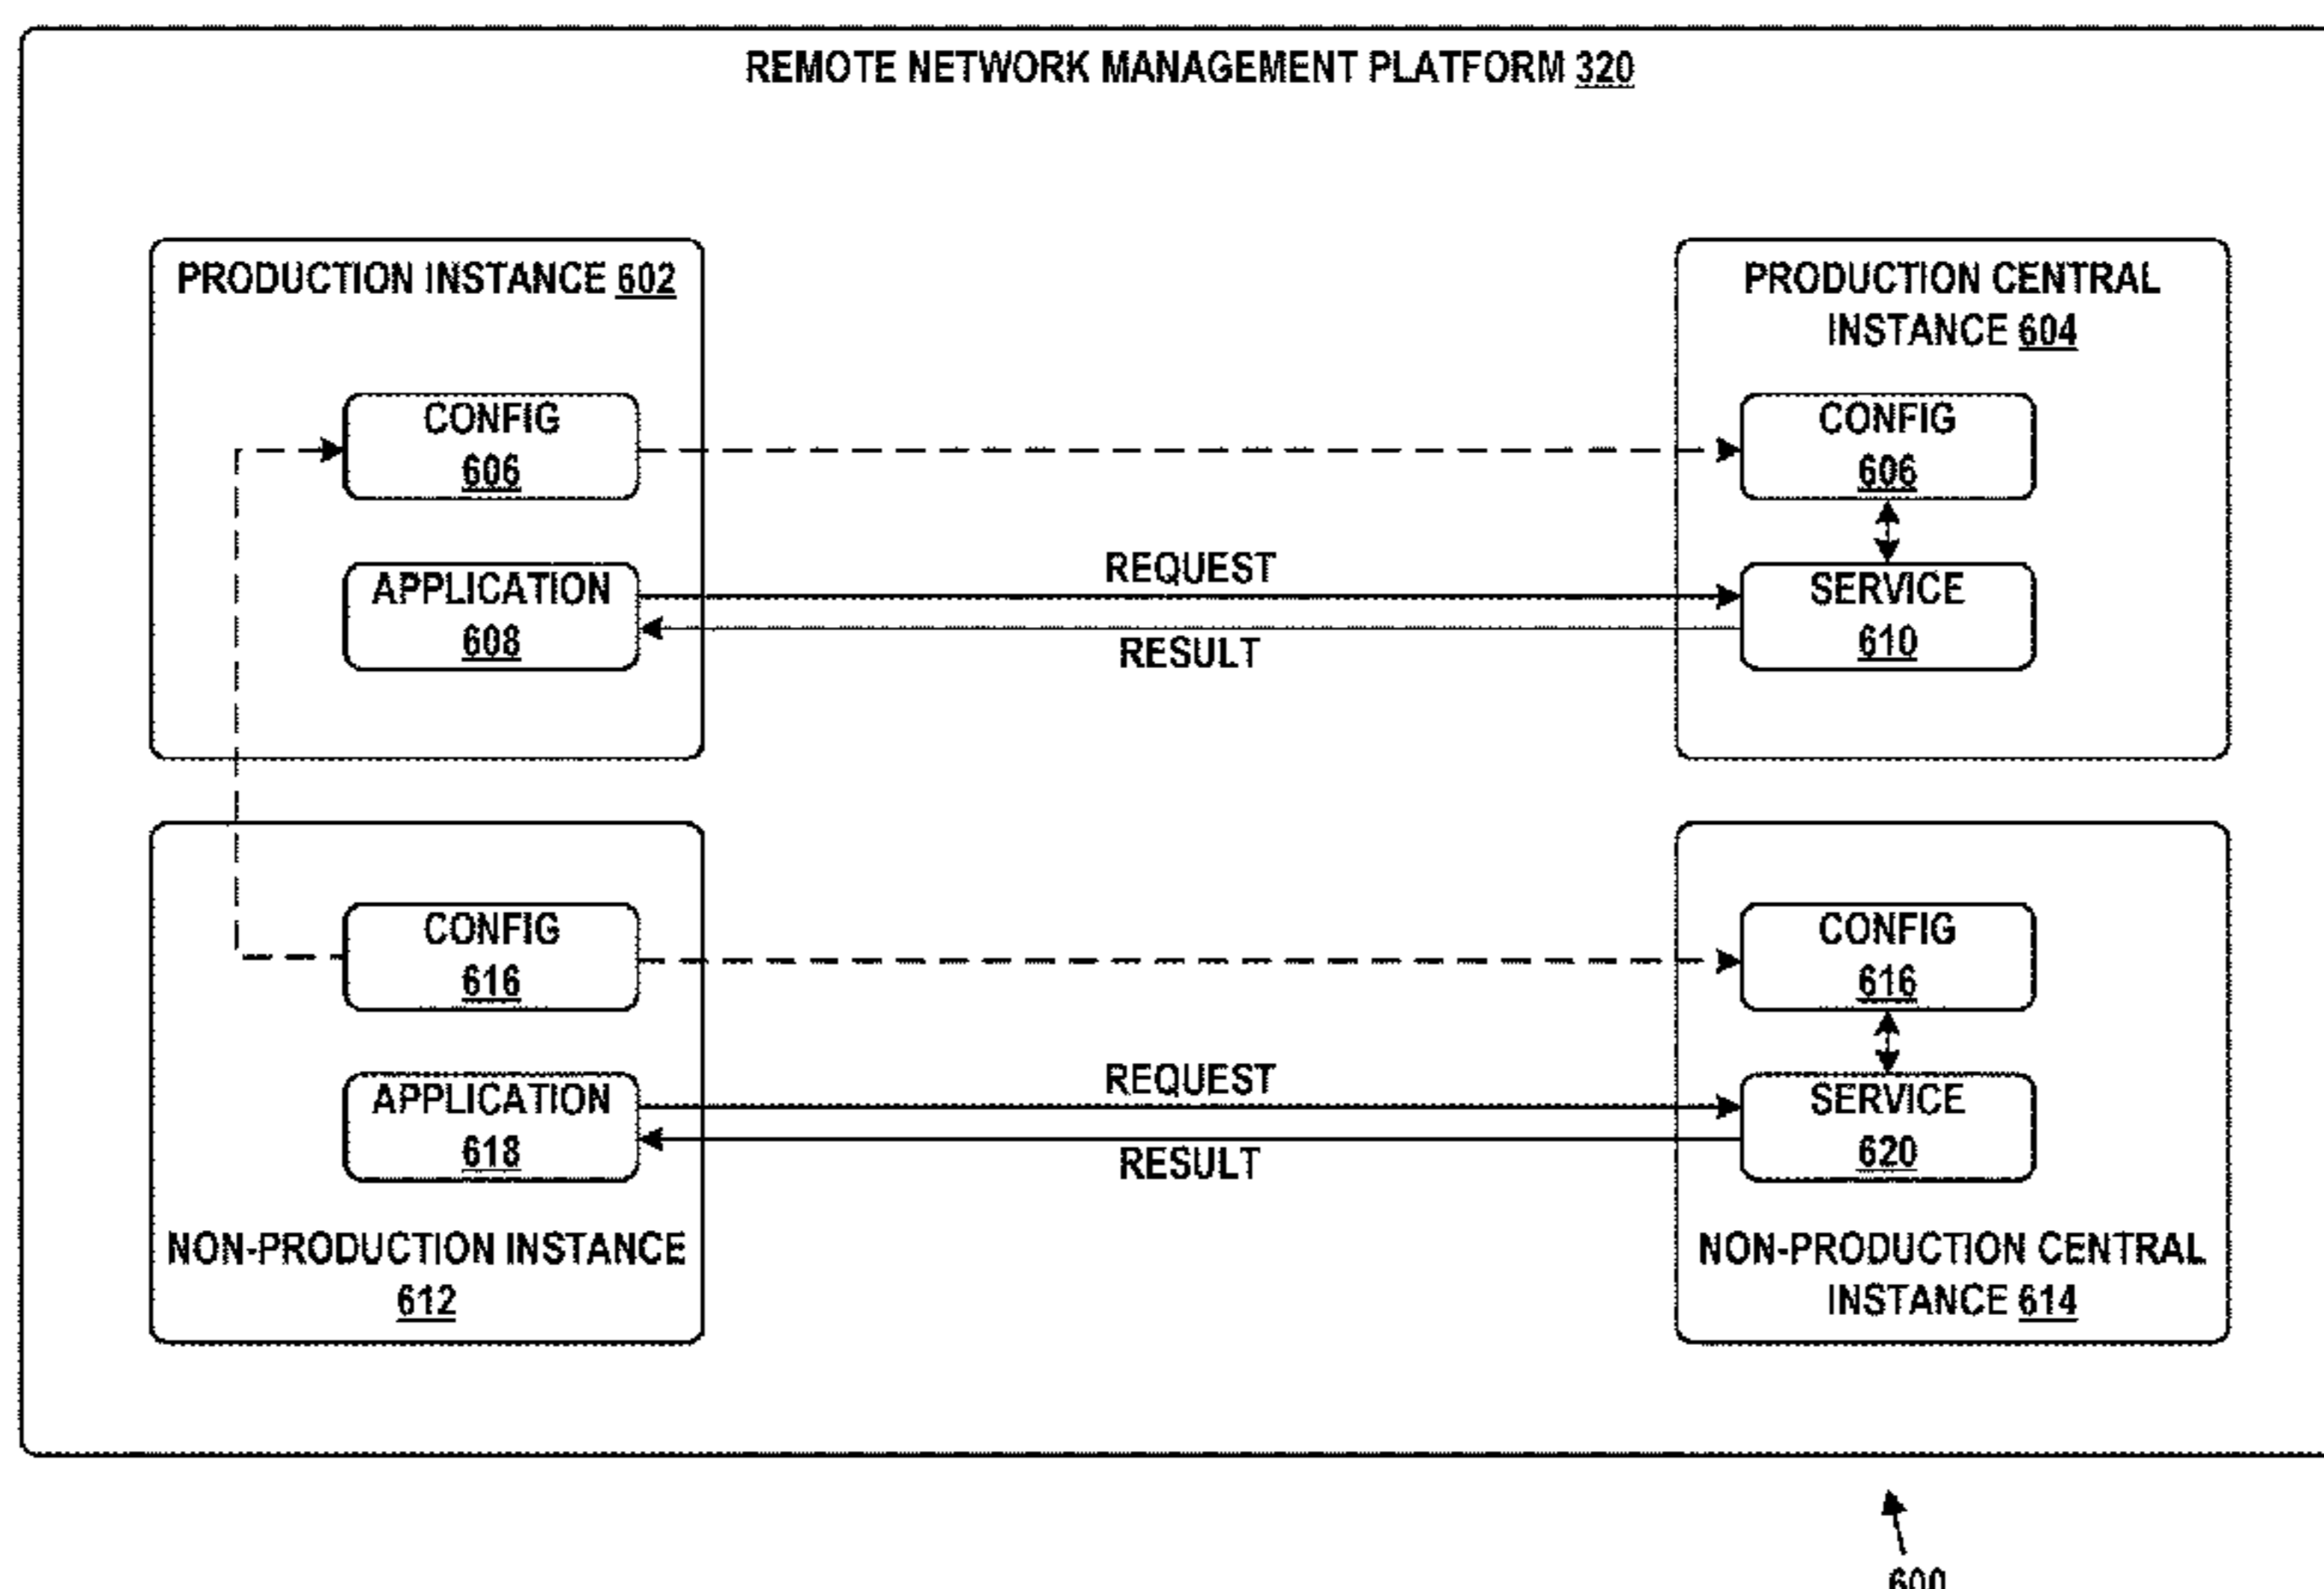 REMOTE NETWORK MANAGEMENT PLATFORM 320
PRODUCTION INSTANCE 602
CONFIG
606
APPLICATION
608
REQUEST
RESULT
PRODUCTION CENTRAL
INSTANCE 604
CONFIG
606
SERVICE
610
CONFIG
616
APPLICATION
618
NON-PRODUCTION INSTANCE
612
REQUEST
RESULT
CONFIG
616
SERVICE
620
NON-PRODUCTION CENTRAL
INSTANCE 614
600